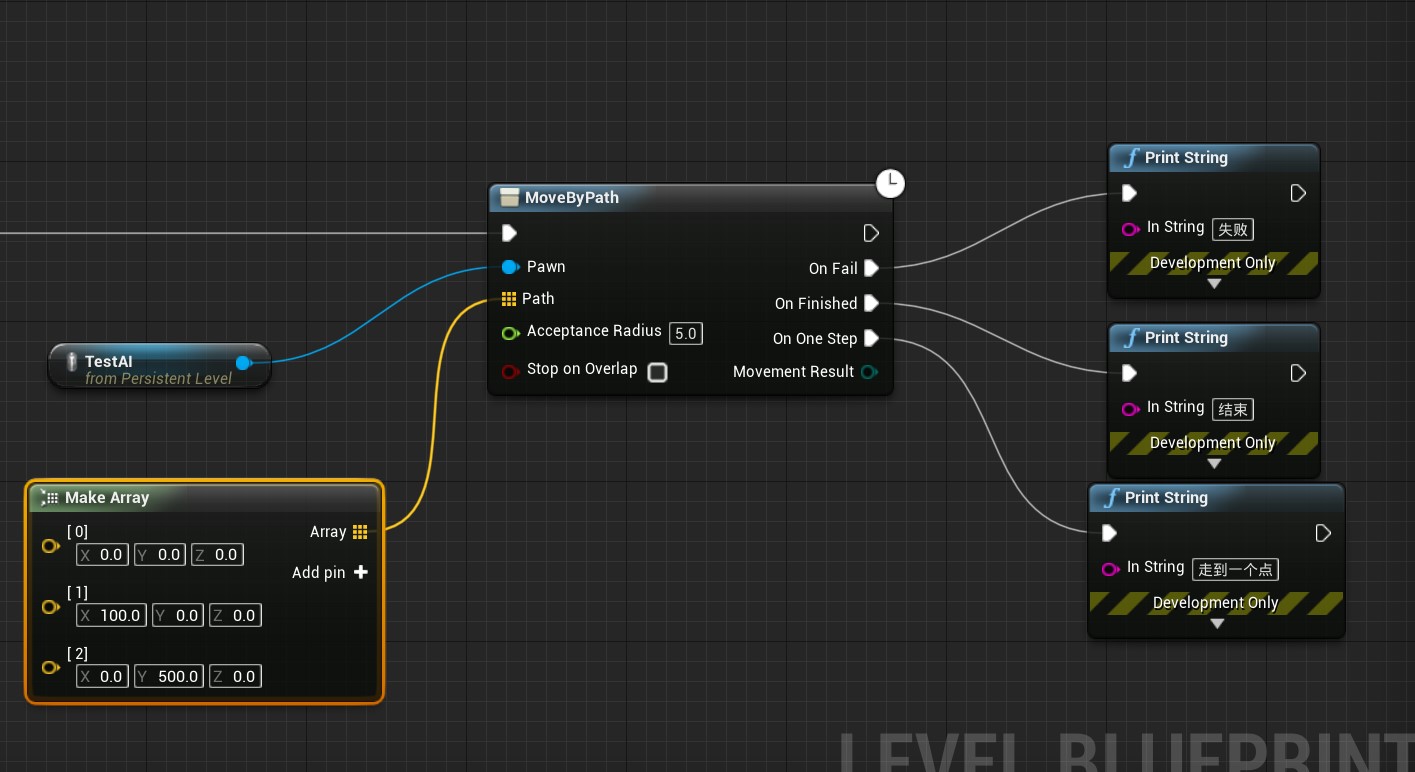 MoveByPath
Pawn
Path
Acceptance Radius 5.0
Stop on Overlap
On Fail
On Finished
On One Step
Movement Result
TestAI
from Persistent Level
Make Array
[ 0]
X 0.0 Y 0.0 Z 0.0
[ 1]
X 100.0 Y 0.0 Z 0.0
[ 2]
X 0.0 Y 500.0 Z 0.0
Array
Add pin
f Print String
In String 失败
Development Only
f Print String
In String 结束
Development Only
f Print String
In String 走到一个点
Development Only
LEVEL BLUEPRINT